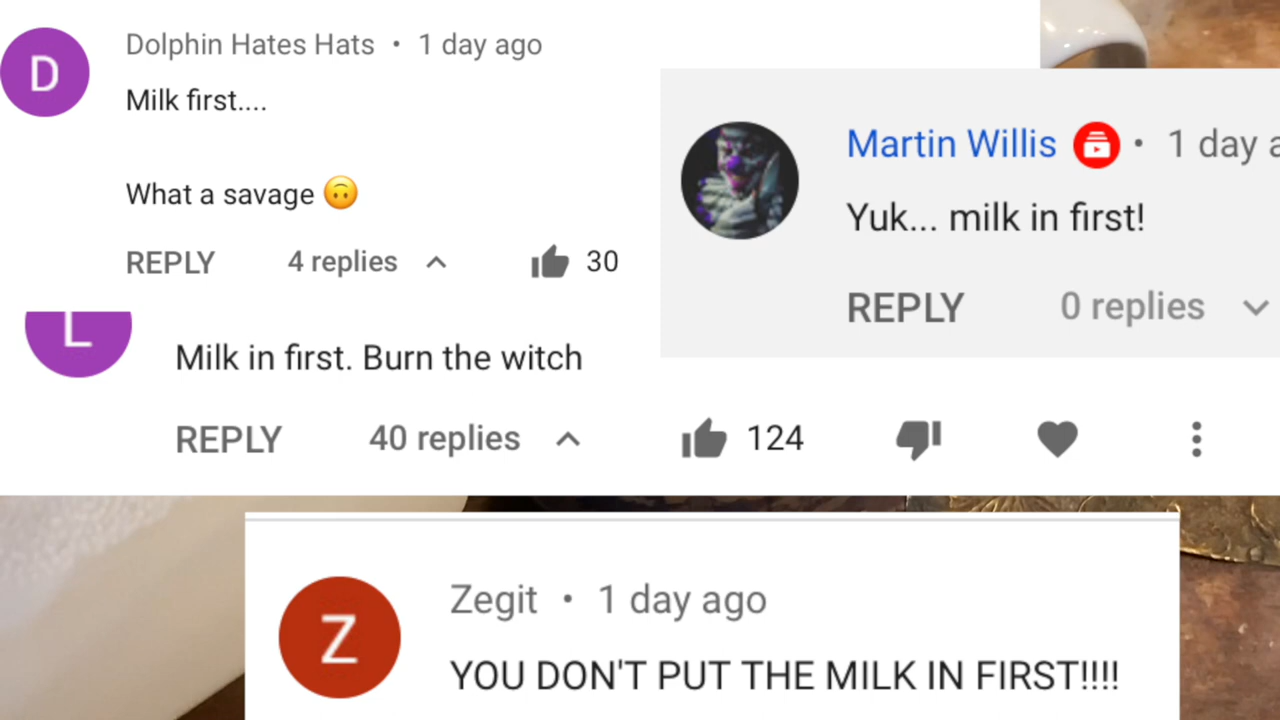 D
Dolphin Hates Hats • 1 day ago
Milk first....
What a savage 🙃
REPLY 4 replies 30
Martin Willis • 1 day a
Yuk... milk in first!
REPLY 0 replies
L
Milk in first. Burn the witch
REPLY 40 replies 124
Z
Zegit • 1 day ago
YOU DON'T PUT THE MILK IN FIRST!!!!